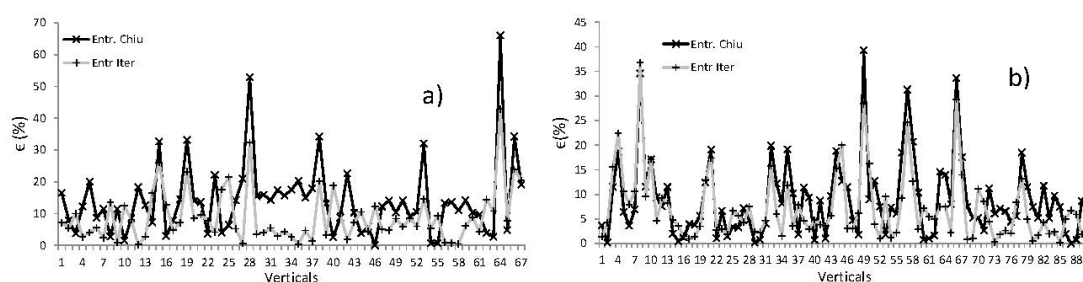 70
60
50
40
30
20
10
0
ϵ (%)
Entr. Chiu
Entr Iter
a)
1 4 7 10 13 16 19 22 25 28 31 34 37 40 43 46 49 52 55 58 61 64 67
Verticals
45
40
35
30
25
20
15
10
5
0
ϵ(%)
Entr. Chiu
Entr Iter
b)
1 4 7 10 13 16 19 22 25 28 31 34 37 40 43 46 49 52 55 58 61 64 67 70 73 76 79 82 85 88
Verticals